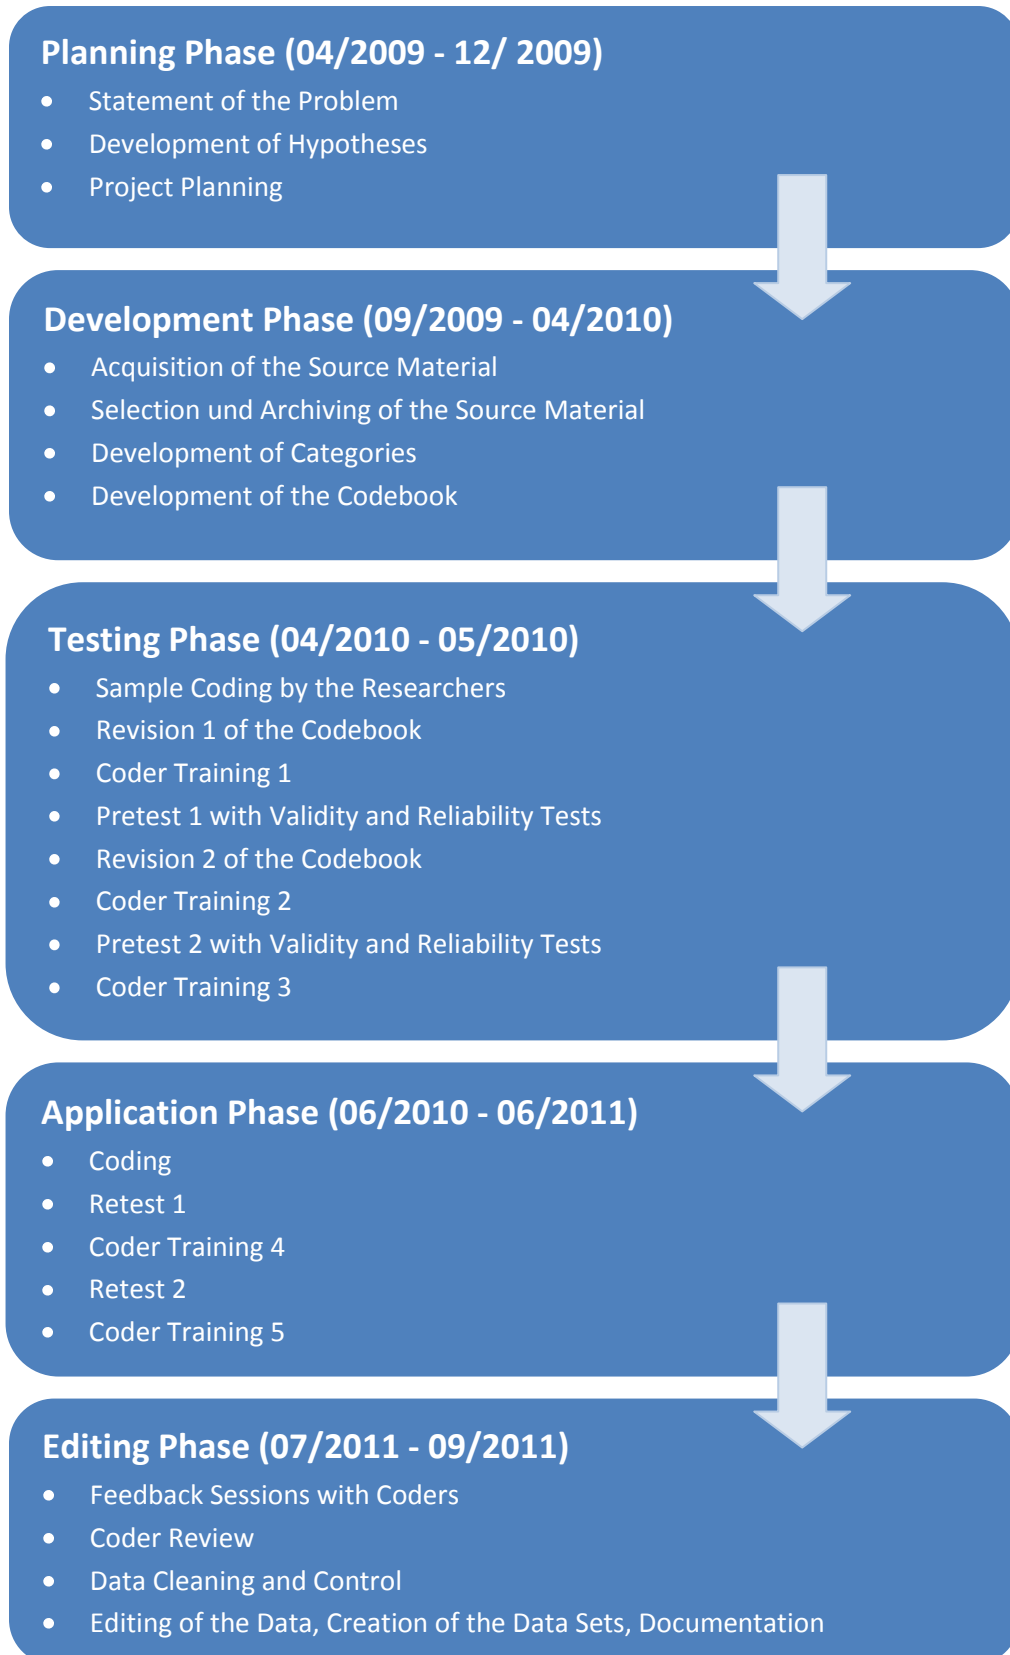 Planning Phase (04/2009 - 12/ 2009)
• Statement of the Problem
• Development of Hypotheses
• Project Planning
Development Phase (09/2009 - 04/2010)
• Acquisition of the Source Material
• Selection und Archiving of the Source Material
• Development of Categories
• Development of the Codebook
Testing Phase (04/2010 - 05/2010)
• Sample Coding by the Researchers
• Revision 1 of the Codebook
• Coder Training 1
• Pretest 1 with Validity and Reliability Tests
• Revision 2 of the Codebook
• Coder Training 2
• Pretest 2 with Validity and Reliability Tests
• Coder Training 3
Application Phase (06/2010 - 06/2011)
• Coding
• Retest 1
• Coder Training 4
• Retest 2
• Coder Training 5
Editing Phase (07/2011 - 09/2011)
• Feedback Sessions with Coders
• Coder Review
• Data Cleaning and Control
• Editing of the Data, Creation of the Data Sets, Documentation